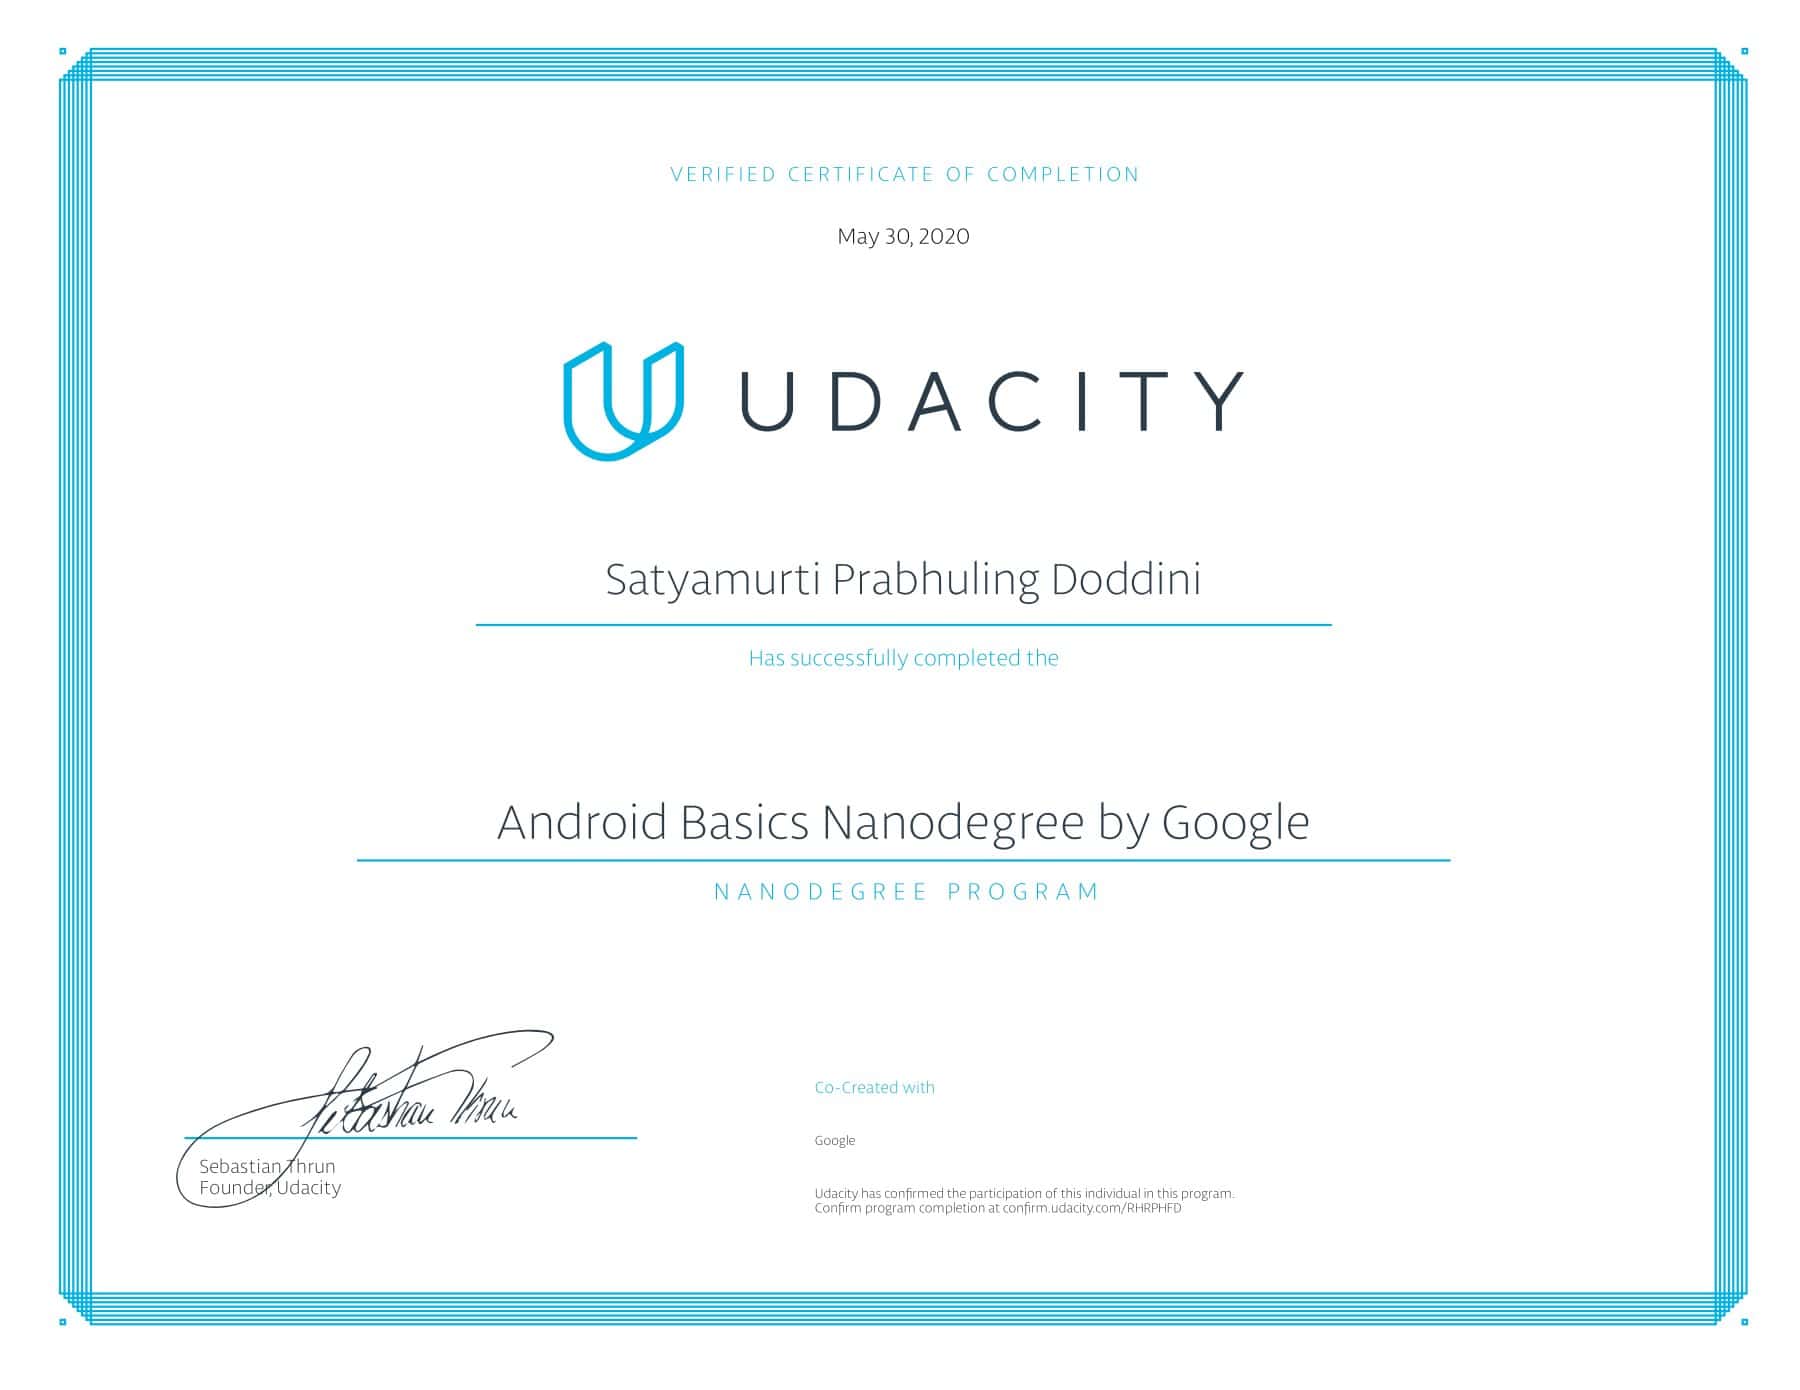 VERIFIED CERTIFICATE OF COMPLETION
May 30, 2020
UDACITY
Satyamurti Prabhuling Doddini
Has successfully completed the
Android Basics Nanodegree by Google
NANODEGREE PROGRAM
Sebastian Thrun
Sebastian Thrun
Founder, Udacity
Co-Created with
Google
Udacity has confirmed the participation of this individual in this program.
Confirm program completion at confirm.udacity.com/RHRPHFD